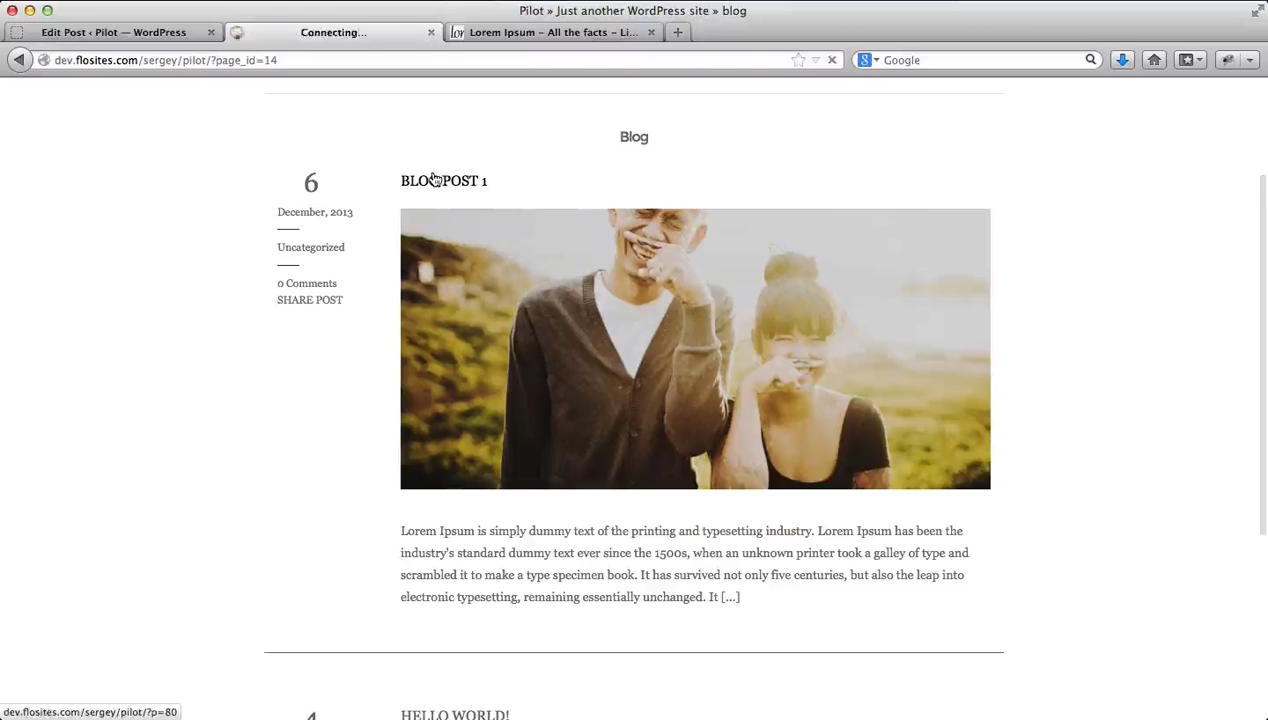 Pilot » Just another WordPress site » blog
Edit Post ‹ Pilot — WordPress
Connecting...
Lorem Ipsum - All the facts - Li...
dev.flosites.com/sergey/pilot/?page_id=14
Google
Blog
6
December, 2013
Uncategorized
0 Comments
SHARE POST
BLOG POST 1
Lorem Ipsum is simply dummy text of the printing and typesetting industry. Lorem Ipsum has been the
industry's standard dummy text ever since the 1500s, when an unknown printer took a galley of type and
scrambled it to make a type specimen book. It has survived not only five centuries, but also the leap into
electronic typesetting, remaining essentially unchanged. It [...]
4
HELLO WORLD!
dev.flosites.com/sergey/pilot/?p=80